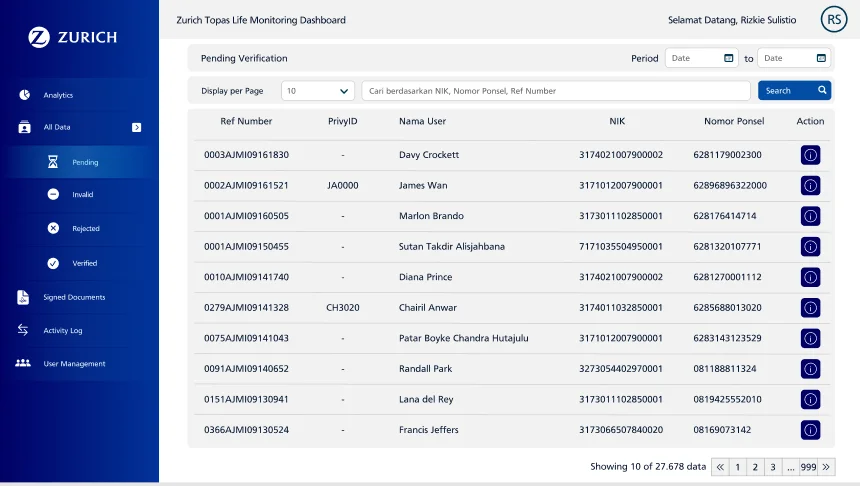 Zurich Topas Life Monitoring Dashboard
Selamat Datang, Rizkie Sulistio
RS
ZURICH
Analytics
All Data
Pending
Invalid
Rejected
Verified
Signed Documents
Activity Log
User Management
Pending Verification
Period Date to Date
Display per Page 10 Cari berdasarkan NIK, Nomor Ponsel, Ref Number Search
Ref Number PrivyID Nama User NIK Nomor Ponsel Action
0003AJMI09161830 - Davy Crockett 3174021007900002 6281179002300
0002AJMI09161521 JA0000 James Wan 3171012007900001 62896896322000
0001AJMI09160505 - Marlon Brando 3173011102850001 628176414714
0001AJMI09150455 - Sutan Takdir Alisjahbana 7171035504950001 6281320107771
0010AJMI09141740 - Diana Prince 3174021007900002 6281270001112
0279AJMI09141328 CH3020 Chairil Anwar 3174011032850001 6285688013020
0075AJMI09141043 - Patar Boyke Chandra Hutajulu 3171012007900001 6283143123529
0091AJMI09140652 - Randall Park 3273054402970001 081188811324
0151AJMI09130941 - Lana del Rey 3173011102850001 0819425552010
0366AJMI09130524 - Francis Jeffers 3173066507840020 08169073142
Showing 10 of 27.678 data « 1 2 3 ... 999 »